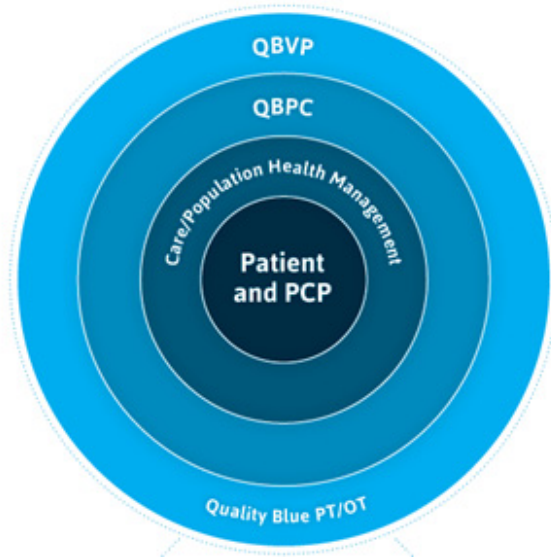 QBVP
QBPC
Care/Population Health Management
Patient
and PCP
Quality Blue PT/OT